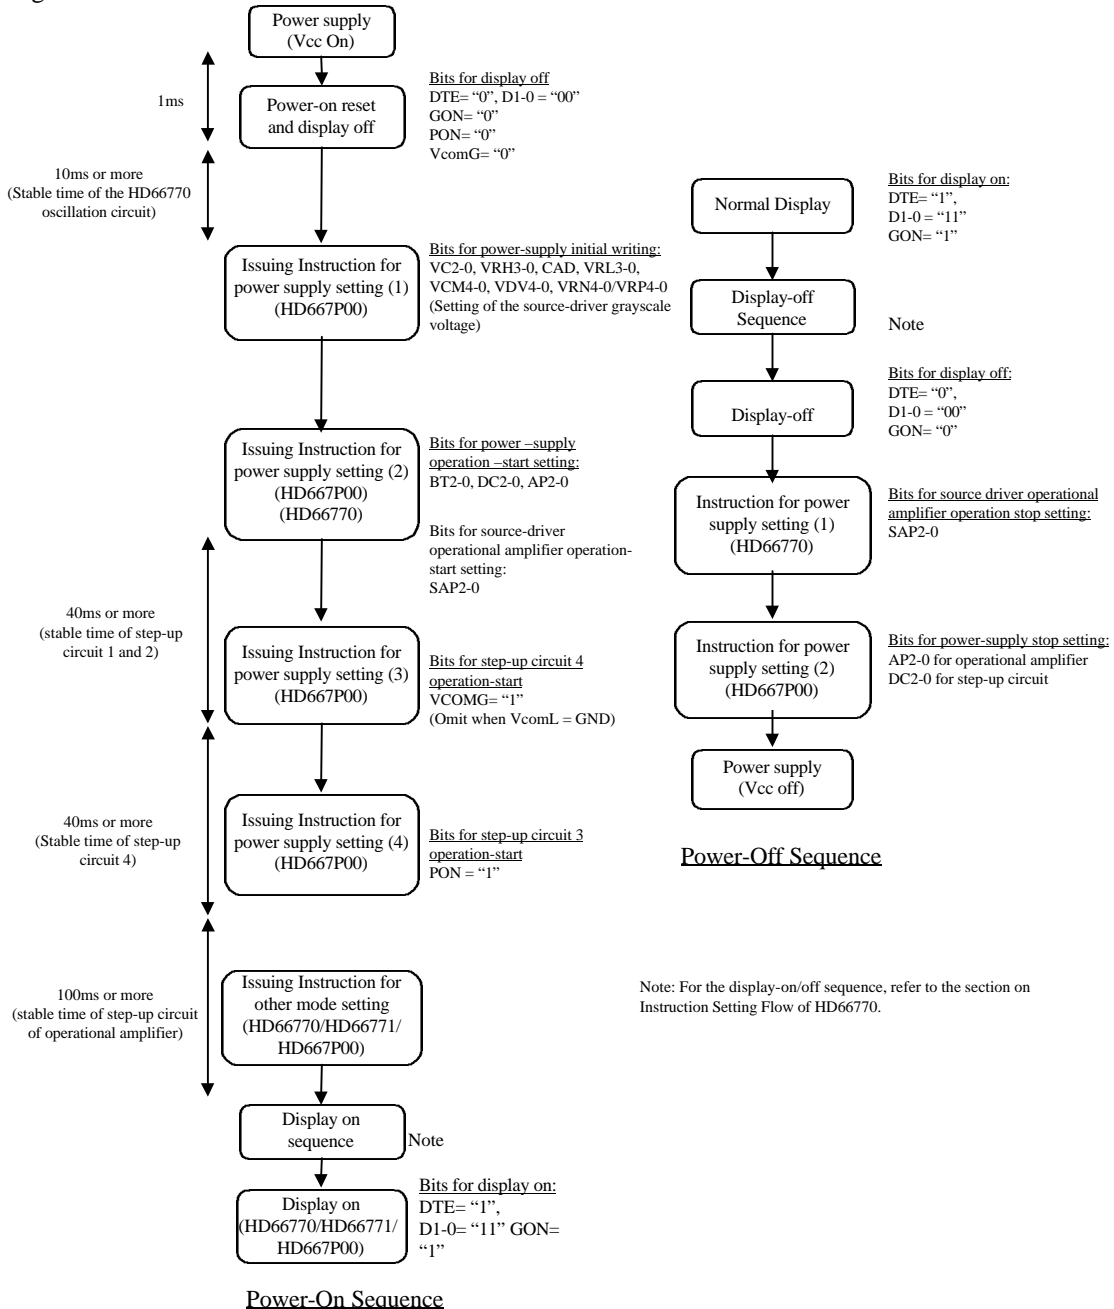 Power supply
(Vcc On)
1ms
Power-on reset
and display off
Bits for display off
DTE= “0”, D1-0 = “00”
GON= “0”
PON= “0”
VcomG= “0”
10ms or more
(Stable time of the HD66770
oscillation circuit)
Issuing Instruction for
power supply setting (1)
(HD667P00)
Bits for power-supply initial writing:
VC2-0, VRH3-0, CAD, VRL3-0,
VCM4-0, VDV4-0, VRN4-0/VRP4-0
(Setting of the source-driver grayscale
voltage)
Issuing Instruction for
power supply setting (2)
(HD667P00)
(HD66770)
Bits for power –supply
operation –start setting:
BT2-0, DC2-0, AP2-0
Bits for source-driver
operational amplifier operation-
start setting:
SAP2-0
40ms or more
(stable time of step-up
circuit 1 and 2)
Issuing Instruction for
power supply setting (3)
(HD667P00)
Bits for step-up circuit 4
operation-start
VCOMG= “1”
(Omit when VcomL = GND)
40ms or more
(Stable time of step-up
circuit 4)
Issuing Instruction for
power supply setting (4)
(HD667P00)
Bits for step-up circuit 3
operation-start
PON = “1”
100ms or more
(stable time of step-up circuit
of operational amplifier)
Issuing Instruction for
other mode setting
(HD66770/HD66771/
HD667P00)
Display on
sequence
Note
Display on
(HD66770/HD66771/
HD667P00)
Bits for display on:
DTE= “1”,
D1-0= “11” GON=
“1”
Power-On Sequence
Normal Display
Bits for display on:
DTE= “1”,
D1-0 = “11”
GON= “1”
Display-off
Sequence
Note
Display-off
Bits for display off:
DTE= “0”,
D1-0 = “00”
GON= “0”
Instruction for power
supply setting (1)
(HD66770)
Bits for source driver operational
amplifier operation stop setting:
SAP2-0
Instruction for power
supply setting (2)
(HD667P00)
Bits for power-supply stop setting:
AP2-0 for operational amplifier
DC2-0 for step-up circuit
Power supply
(Vcc off)
Power-Off Sequence
Note: For the display-on/off sequence, refer to the section on
Instruction Setting Flow of HD66770.